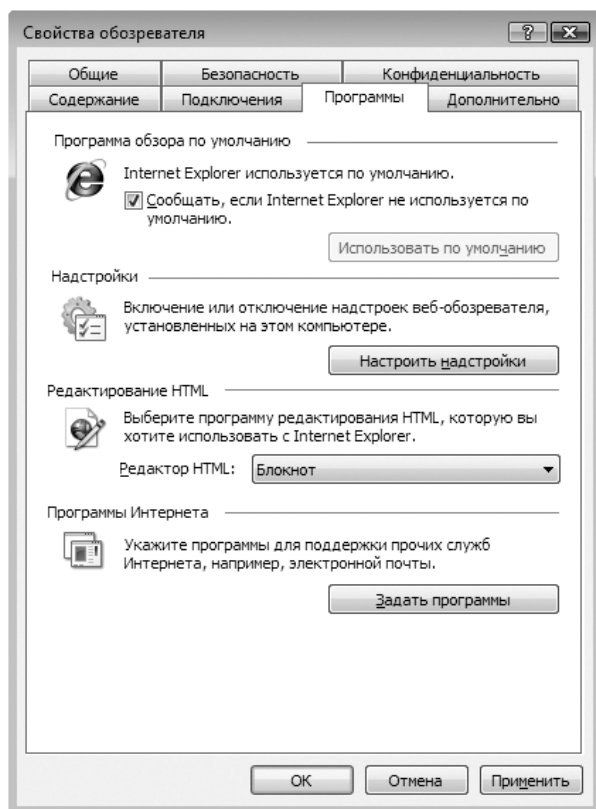 Свойства обозревателя
Общие Безопасность Конфиденциальность
Содержание Подключения Программы Дополнительно
Программа обзора по умолчанию
Internet Explorer используется по умолчанию.
Сообщать, если Internet Explorer не используется по
умолчанию.
Использовать по умолчанию
Надстройки
Включение или отключение надстроек веб-обозревателя,
установленных на этом компьютере.
Настроить надстройки
Редактирование HTML
Выберите программу редактирования HTML, которую вы
хотите использовать с Internet Explorer.
Редактор HTML: Блокнот
Программы Интернета
Укажите программы для поддержки прочих служб
Интернета, например, электронной почты.
Задать программы
ОК Отмена Применить